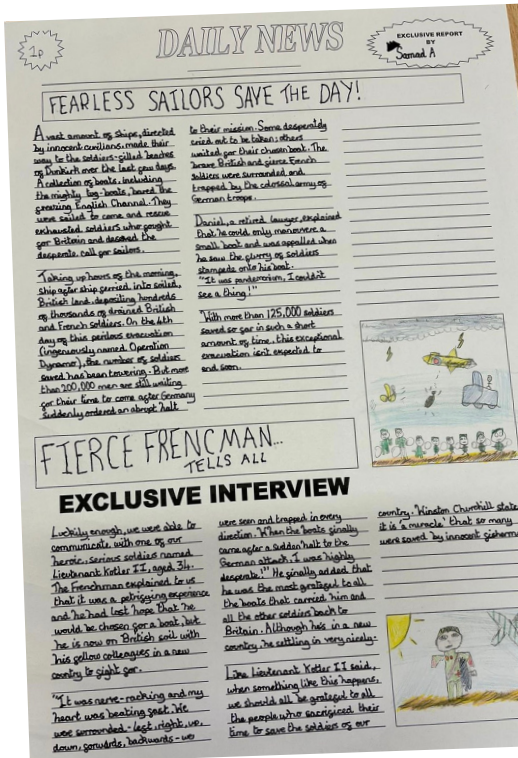 1p
DAILY NEWS
EXCLUSIVE REPORT
BY
Samad A
FEARLESS SAILORS SAVE THE DAY!
A vast amount of ships, directed
by innocent civilians, made their
way to the soldiers-filled beaches
of Dunkirk over the last few days.
A collection of boats, including
the mighty tug-boats, braved the
freezing English Channel. They
were sailed to come and rescue
exhausted soldiers who fought
for Britain and the
desperate call for sailors.
Taking up hours of the morning,
ship after ship ferried into soiled,
British land, depositing hundreds
of thousands of drained British
and French soldiers. On the 4th
day of this perilous evacuation
(ingeniously named Operation
Dynamo), the number of soldiers
saved has been towering. But more
than 200,000 men are still waiting
for their time to come after Germany
suddenly ordered an abrupt halt
to their mission. Some desperately
cried out to be taken; others
waited for their chosen boat. The
brave British and fierce French
soldiers were surrounded and
trapped by the colossal army of
German troops.
Daniel, a retired lawyer, explained
that he could only manoeuvre a
small boat and was appalled when
he saw the flurry of soldiers
stampede onto his boat.
"It was pandemonium, I couldn't
see a thing!"
With more than 125,000 soldiers
saved so far in such a short
amount of time, this exceptional
evacuation isn't expected to
end soon.
FIERCE FRENCMAN...
TELLS ALL
EXCLUSIVE INTERVIEW
Luckily enough, we were able to
communicate with one of our
heroic, serious soldiers named
Lieutenant Kotler II, aged, 34.
The Frenchman explained to us
that it was a petrifying experience
and he had lost hope that he
would be chosen for a boat, but
he is now on British soil with
his fellow colleagues in a new
country to fight for.
"It was nerve-racking and my
heart was beating fast. We
were surrounded - left, right, up,
down, forwards, backwards - we
were seen and trapped in every
direction. When the boats finally
came after a sudden halt to the
German attack, I was highly
desperate!" He finally added that
he was the most grateful to all
the boats that carried him and
all the other soldiers back to
Britain. Although he's in a new
country, he settling in very nicely.
Like Lieutenant Kotler II said,
when something like this happens,
we should all be grateful to all
the people who sacrificed their
time to save the soldiers of our
country. Winston Churchill state
it is 'a miracle' that so many
were saved by innocent fisherm